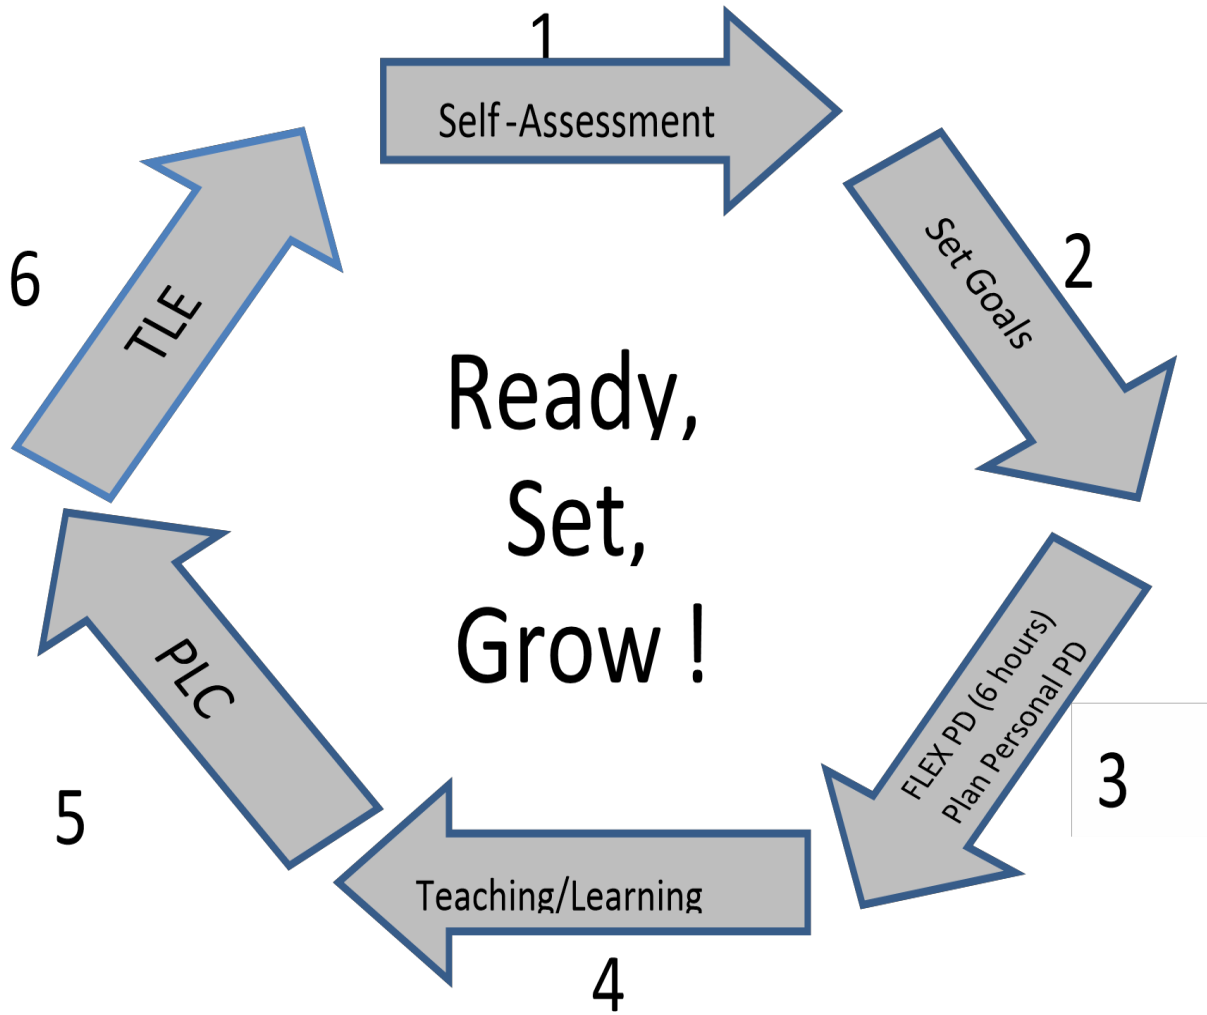 1
Self-Assessment
2
Set Goals
3
FLEX PD (6 hours)
Plan Personal PD
4
Teaching/Learning
5
PLC
6
TLE
Ready,
Set,
Grow !